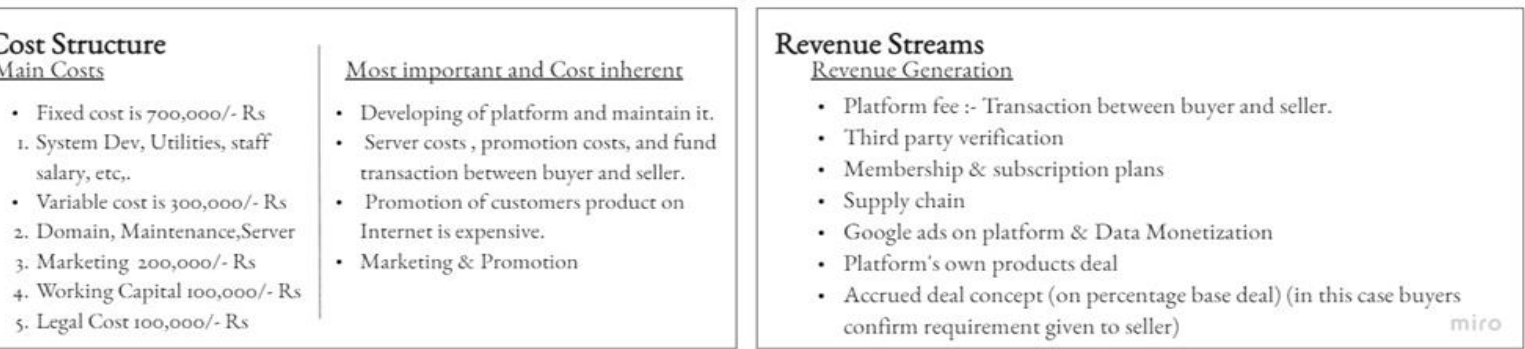 Cost Structure
Main Costs
• Fixed cost is 700,000/- Rs
1. System Dev, Utilities, staff
salary, etc,.
• Variable cost is 300,000/- Rs
2. Domain, Maintenance,Server
3. Marketing 200,000/- Rs
4. Working Capital 100,000/- Rs
5. Legal Cost 100,000/- Rs
Most important and Cost inherent
• Developing of platform and maintain it.
• Server costs , promotion costs, and fund
transaction between buyer and seller.
• Promotion of customers product on
Internet is expensive.
• Marketing & Promotion
Revenue Streams
Revenue Generation
• Platform fee :- Transaction between buyer and seller.
• Third party verification
• Membership & subscription plans
• Supply chain
• Google ads on platform & Data Monetization
• Platform's own products deal
• Accrued deal concept (on percentage base deal) (in this case buyers
confirm requirement given to seller)
miro